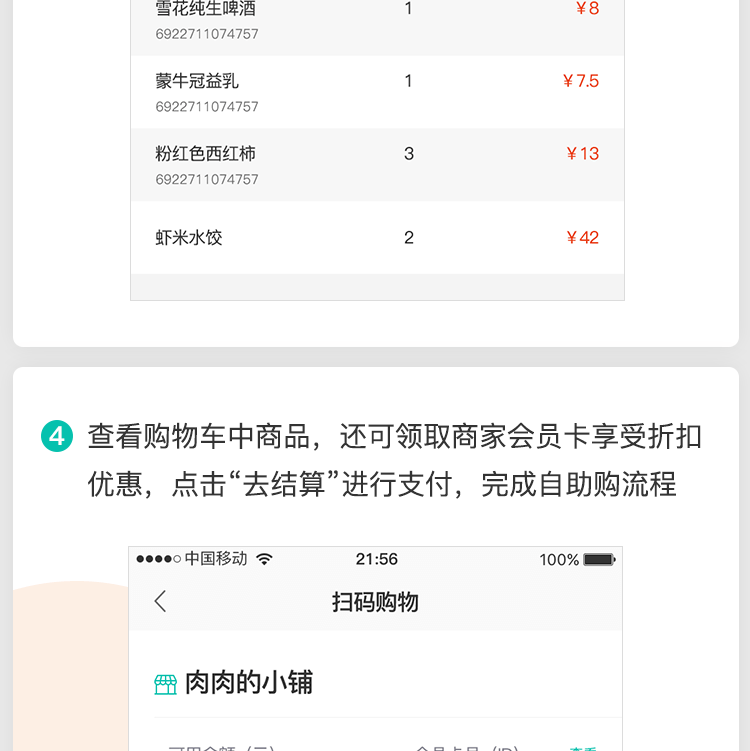 雪花纯生啤酒 1 ￥8
6922711074757
蒙牛冠益乳 1 ￥7.5
6922711074757
粉红色西红柿 3 ￥13
6922711074757
虾米水饺 2 ￥42
4 查看购物车中商品，还可领取商家会员卡享受折扣
优惠，点击“去结算”进行支付，完成自助购流程
中国移动 21:56 100%
扫码购物
肉肉的小铺